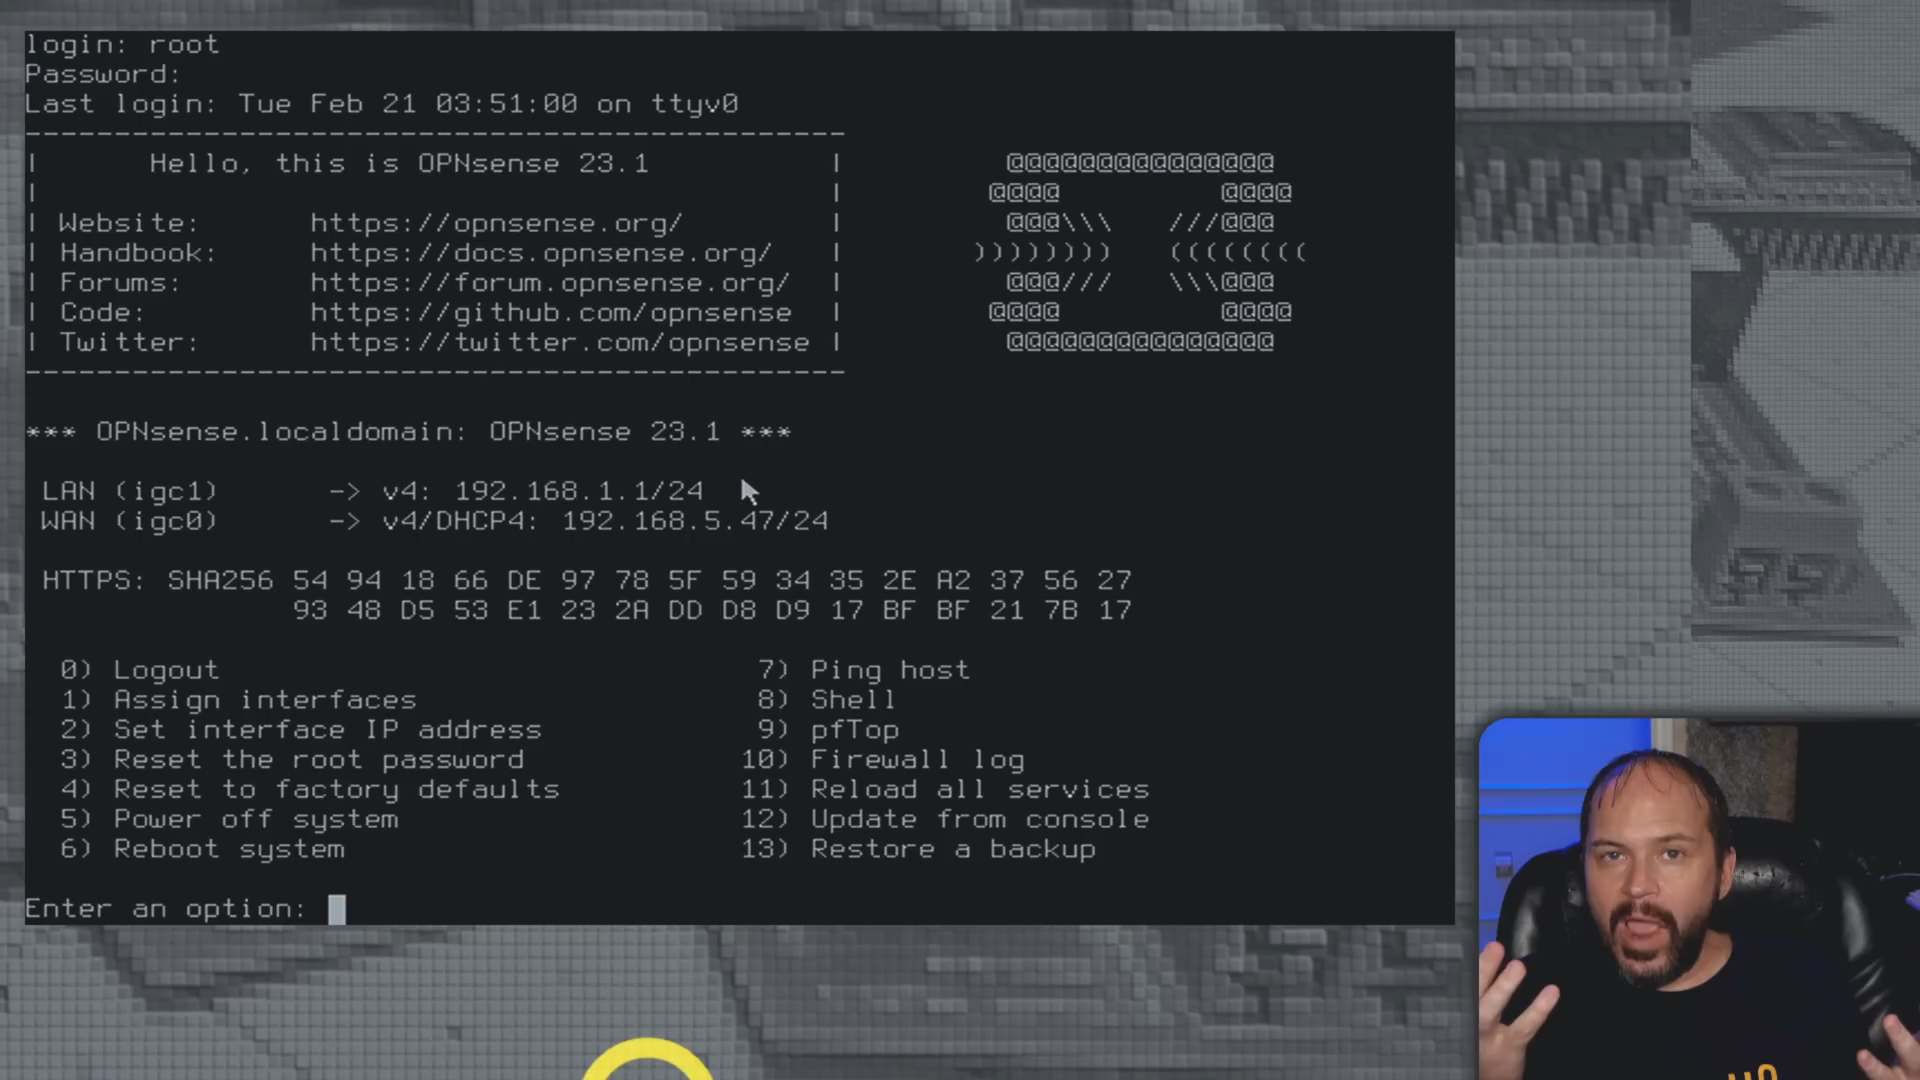 login: root
Password:
Last login: Tue Feb 21 03:51:00 on ttyv0
----------------------------------------------
|      Hello, this is OPNsense 23.1          |         @@@@@@@@@@@@@@@
|                                            |        @@@@         @@@@
| Website:      https://opnsense.org/        |         @@@\\\   ///@@@
| Handbook:     https://docs.opnsense.org/   |       ))))))))   ((((((((
| Forums:       https://forum.opnsense.org/  |         @@@///   \\\@@@
| Code:         https://github.com/opnsense  |        @@@@         @@@@
| Twitter:      https://twitter.com/opnsense |         @@@@@@@@@@@@@@@
----------------------------------------------
*** OPNsense.localdomain: OPNsense 23.1 ***
LAN (igc1)      -> v4: 192.168.1.1/24
WAN (igc0)      -> v4/DHCP4: 192.168.5.47/24
HTTPS: SHA256 54 94 18 66 DE 97 78 5F 59 34 35 2E A2 37 56 27
93 48 D5 53 E1 23 2A DD D8 D9 17 BF BF 21 7B 17
0) Logout                              7) Ping host
1) Assign interfaces                   8) Shell
2) Set interface IP address            9) pfTop
3) Reset the root password            10) Firewall log
4) Reset to factory defaults          11) Reload all services
5) Power off system                   12) Update from console
6) Reboot system                      13) Restore a backup
Enter an option: